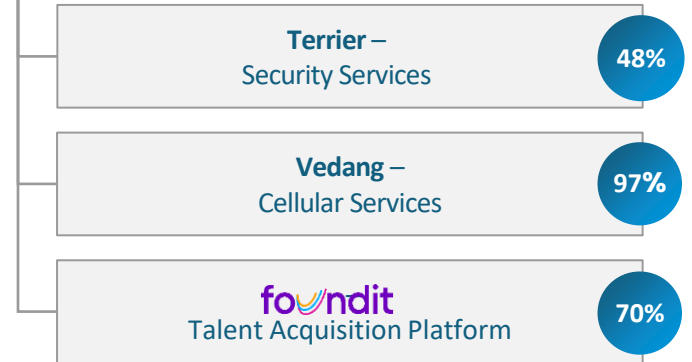 Terrier –
Security Services
48%
Vedang –
Cellular Services
97%
foundit
Talent Acquisition Platform
70%